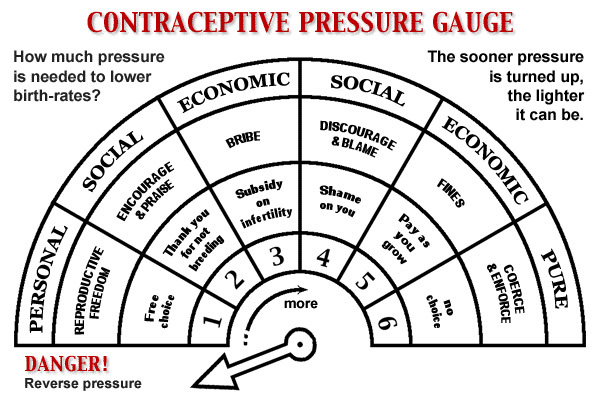 CONTRACEPTIVE PRESSURE GAUGE
How much pressure
is needed to lower
birth-rates?
The sooner pressure
is turned up,
the lighter
it can be.
PERSONAL
REPRODUCTIVE
FREEDOM
Free
choice
1
SOCIAL
ENCOURAGE
& PRAISE
Thank you
for not
breeding
2
ECONOMIC
BRIBE
Subsidy
on
infertility
3
SOCIAL
DISCOURAGE
& BLAME
Shame
on you
4
ECONOMIC
FINES
Pay as
you
grow
5
PURE
COERCE
& ENFORCE
no
choice
6
more
DANGER!
Reverse pressure